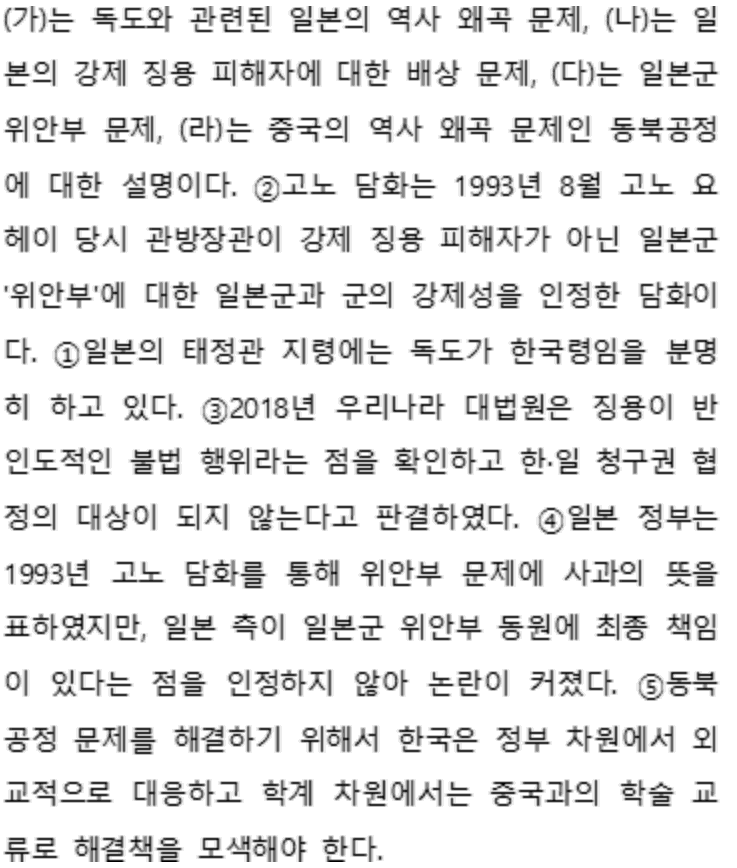 (가)는 독도와 관련된 일본의 역사 왜곡 문제, (나)는 일
본의 강제 징용 피해자에 대한 배상 문제, (다)는 일본군
위안부 문제, (라)는 중국의 역사 왜곡 문제인 동북공정
에 대한 설명이다. ②고노 담화는 1993년 8월 고노 요
헤이 당시 관방장관이 강제 징용 피해자가 아닌 일본군
'위안부'에 대한 일본군과 군의 강제성을 인정한 담화이
다. ①일본의 태정관 지령에는 독도가 한국령임을 분명
히 하고 있다. ③2018년 우리나라 대법원은 징용이 반
인도적인 불법 행위라는 점을 확인하고 한·일 청구권 협
정의 대상이 되지 않는다고 판결하였다. ④일본 정부는
1993년 고노 담화를 통해 위안부 문제에 사과의 뜻을
표하였지만, 일본 측이 일본군 위안부 동원에 최종 책임
이 있다는 점을 인정하지 않아 논란이 커졌다. ⑤동북
공정 문제를 해결하기 위해서 한국은 정부 차원에서 외
교적으로 대응하고 학계 차원에서는 중국과의 학술 교
류로 해결책을 모색해야 한다.